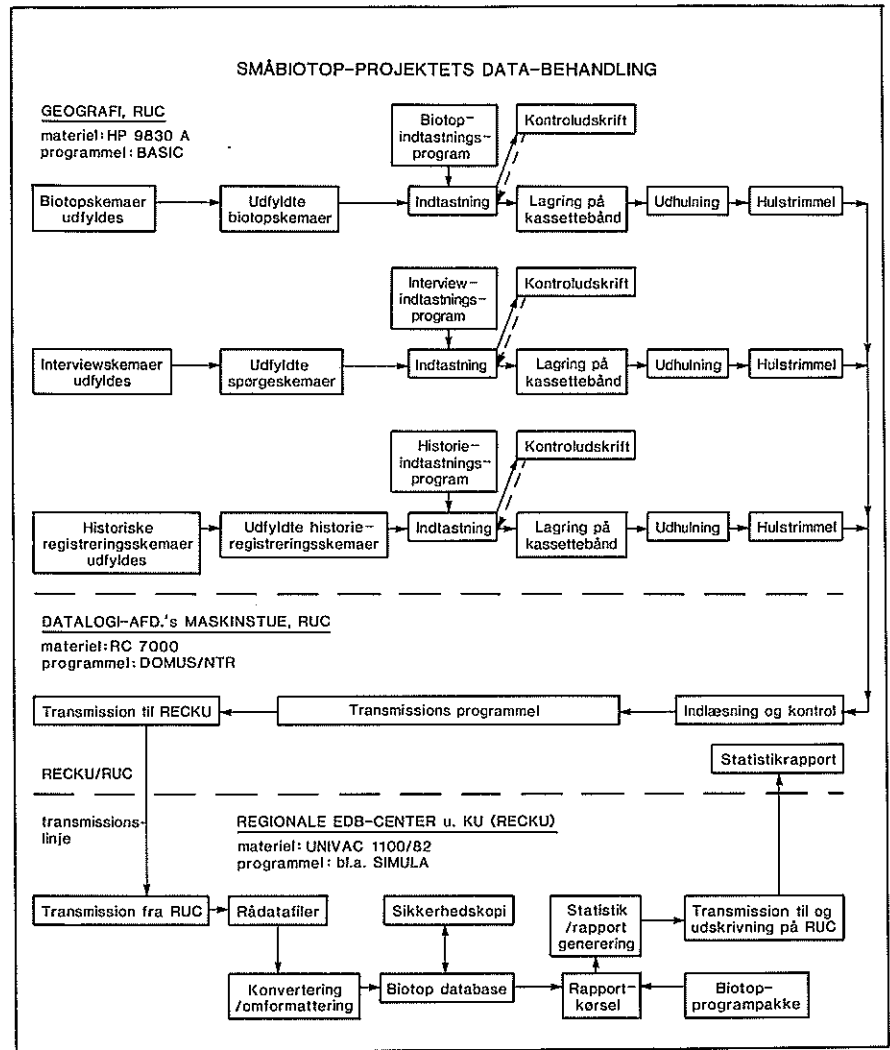 SMÅBIOTOP-PROJEKTETS DATA-BEHANDLING
GEOGRAFI, RUC
materiel: HP 9830 A
programmel: BASIC
Biotop-
indtastnings-
program
Kontroludskrift
Biotopskemaer
udfyldes
Udfyldte
biotopskemaer
Indtastning
Lagring på
kassettebånd
Udhulning
Hulstrimmel
Interview-
indtastnings-
program
Kontroludskrift
Interviewskemaer
udfyldes
Udfyldte
spørgeskemaer
Indtastning
Lagring på
kassettebånd
Udhulning
Hulstrimmel
Historie-
indtastnings-
program
Kontroludskrift
Historiske
registreringsskemaer
udfyldes
Udfyldte historie-
registreringsskemaer
Indtastning
Lagring på
kassettebånd
Udhulning
Hulstrimmel
DATALOGI-AFD.'s MASKINSTUE, RUC
materiel: RC 7000
programmel: DOMUS/NTR
Transmission til RECKU
Transmissions programmel
Indlæsning og kontrol
RECKU/RUC
Statistikrapport
transmissions-
linje
REGIONALE EDB-CENTER u. KU (RECKU)
materiel: UNIVAC 1100/82
programmel: bl.a. SIMULA
Transmission fra RUC
Rådatafiler
Sikkerhedskopi
Statistik
/rapport
generering
Transmission til og
udskrivning på RUC
Konvertering
/omformattering
Biotop database
Rapport-
kørsel
Biotop-
programpakke